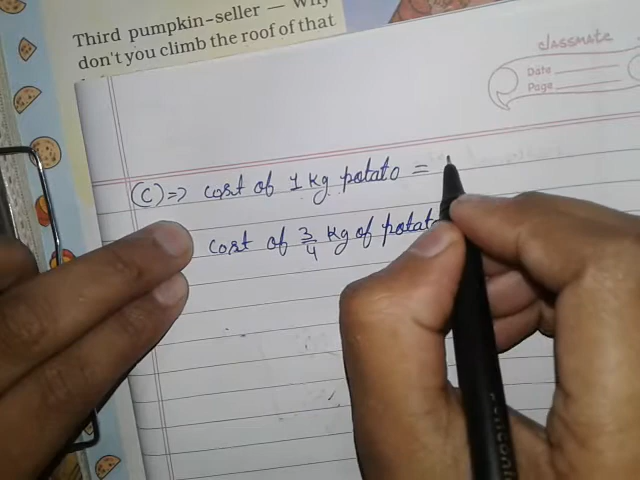 Third pumpkin-seller — Why
don't you climb the roof of that
classmate
Date
Page
(C) => cost of 1 kg potato =
cost of 3/4 kg of potato